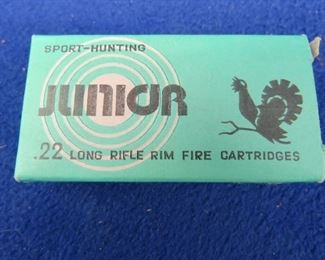 SPORT-HUNTING
JUNIOR
.22 LONG RIFLE RIM FIRE CARTRIDGES